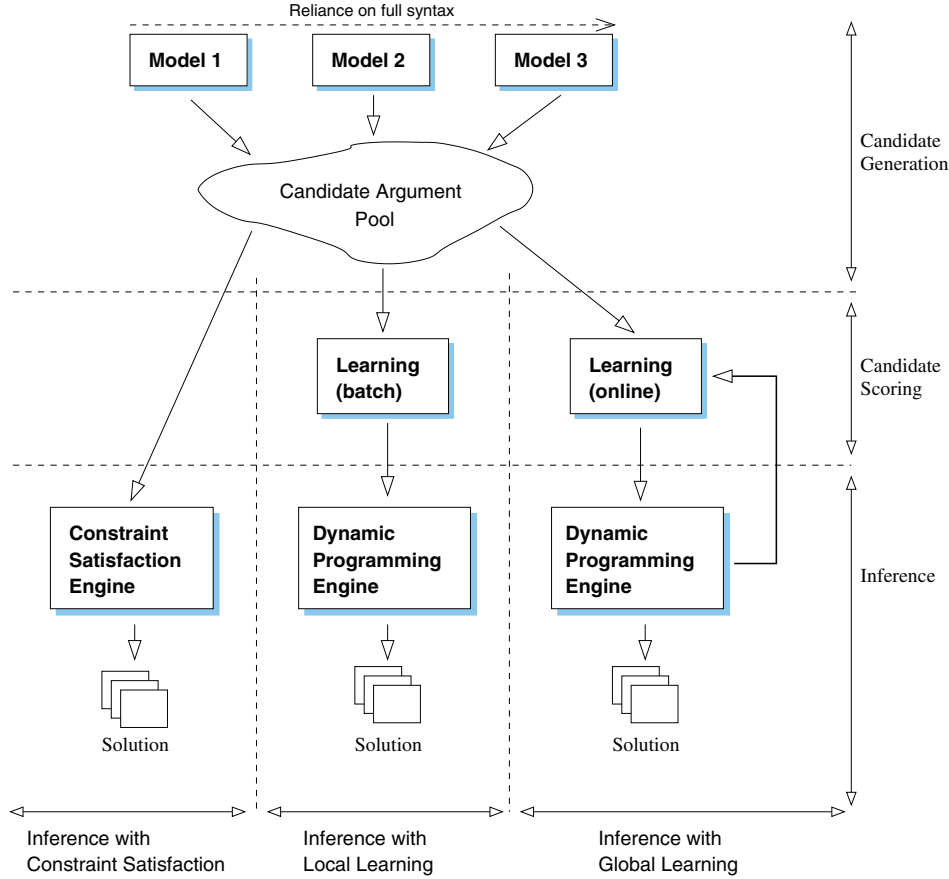 Reliance on full syntax
Model 1
Model 2
Model 3
Candidate Argument
Pool
Candidate
Generation
Learning
(batch)
Learning
(online)
Candidate
Scoring
Constraint
Satisfaction
Engine
Dynamic
Programming
Engine
Dynamic
Programming
Engine
Inference
Solution
Solution
Solution
Inference with
Constraint Satisfaction
Inference with
Local Learning
Inference with
Global Learning